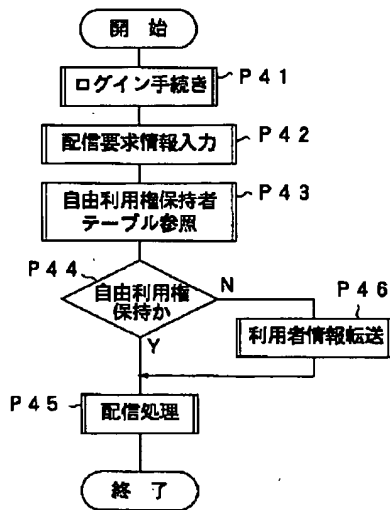 開 始
ログイン手続き
P41
配信要求情報入力
P42
自由利用権保持者
テーブル参照
P43
P44
自由利用権
保持か
N
Y
P46
利用者情報転送
P45
配信処理
終 了